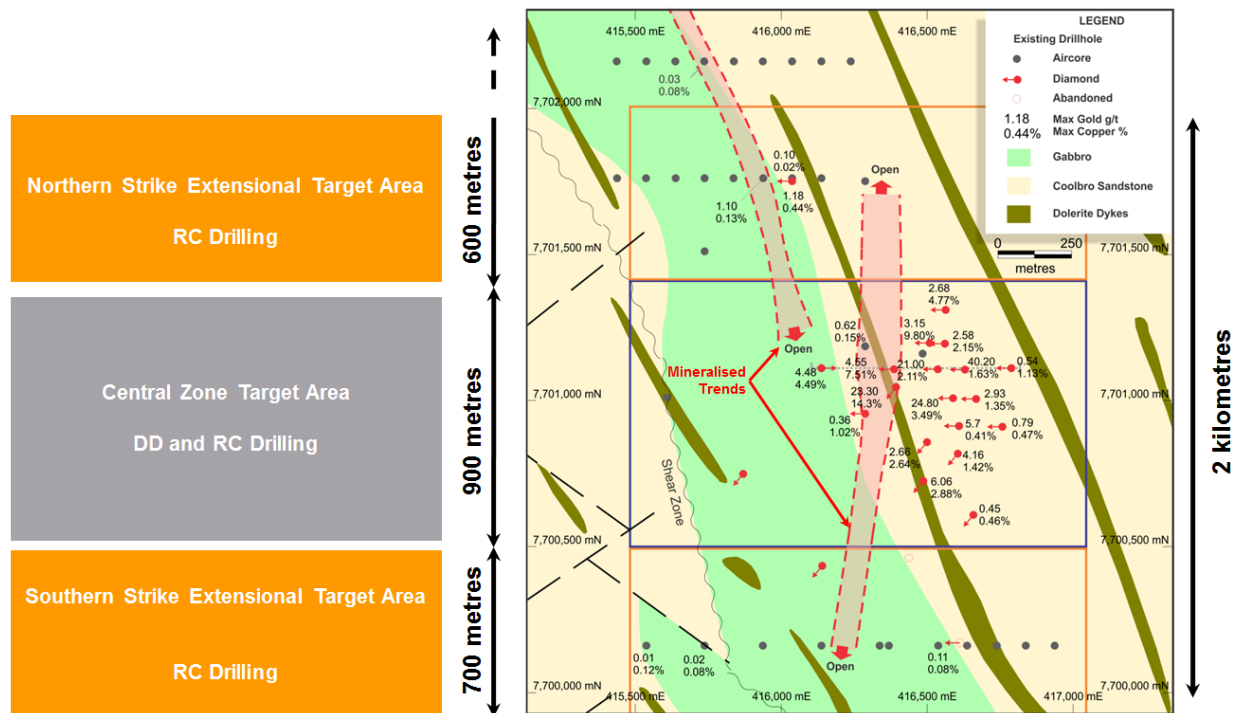 Northern Strike Extensional Target Area
RC Drilling
Central Zone Target Area
DD and RC Drilling
Southern Strike Extensional Target Area
RC Drilling
600 metres
900 metres
700 metres
415,500 mE
416,000 mE
416,500 mE
LEGEND
Existing Drillhole
Aircore
Diamond
Abandoned
1.18 Max Gold g/t
0.44% Max Copper %
Gabbro
Coolbro Sandstone
Dolerite Dykes
0 250
metres
7,702,000 mN
0.03
0.08%
0.10
0.02%
1.10
0.13%
1.18
0.44%
Open
7,701,500 mN
7,701,500 mN
2.68
4.77%
0.62
0.15%
3.15
9.80%
2.58
2.15%
Open
4.48
4.49%
4.55
7.51%
21.00
2.11%
40.20
1.63%
0.54
1.13%
Mineralised
Trends
23.30
14.3%
24.80
3.49%
2.93
1.35%
7,701,000 mN
7,701,000 mN
0.36
1.02%
5.7
0.41%
0.79
0.47%
2.66
2.64%
4.16
1.42%
6.06
2.88%
Shear Zone
0.45
0.46%
7,700,500 mN
7,700,500 mN
0.01
0.12%
0.02
0.08%
Open
0.11
0.08%
7,700,000 mN
7,700,000 mN
415,500 mE
416,000 mE
416,500 mE
417,000 mE
2 kilometres